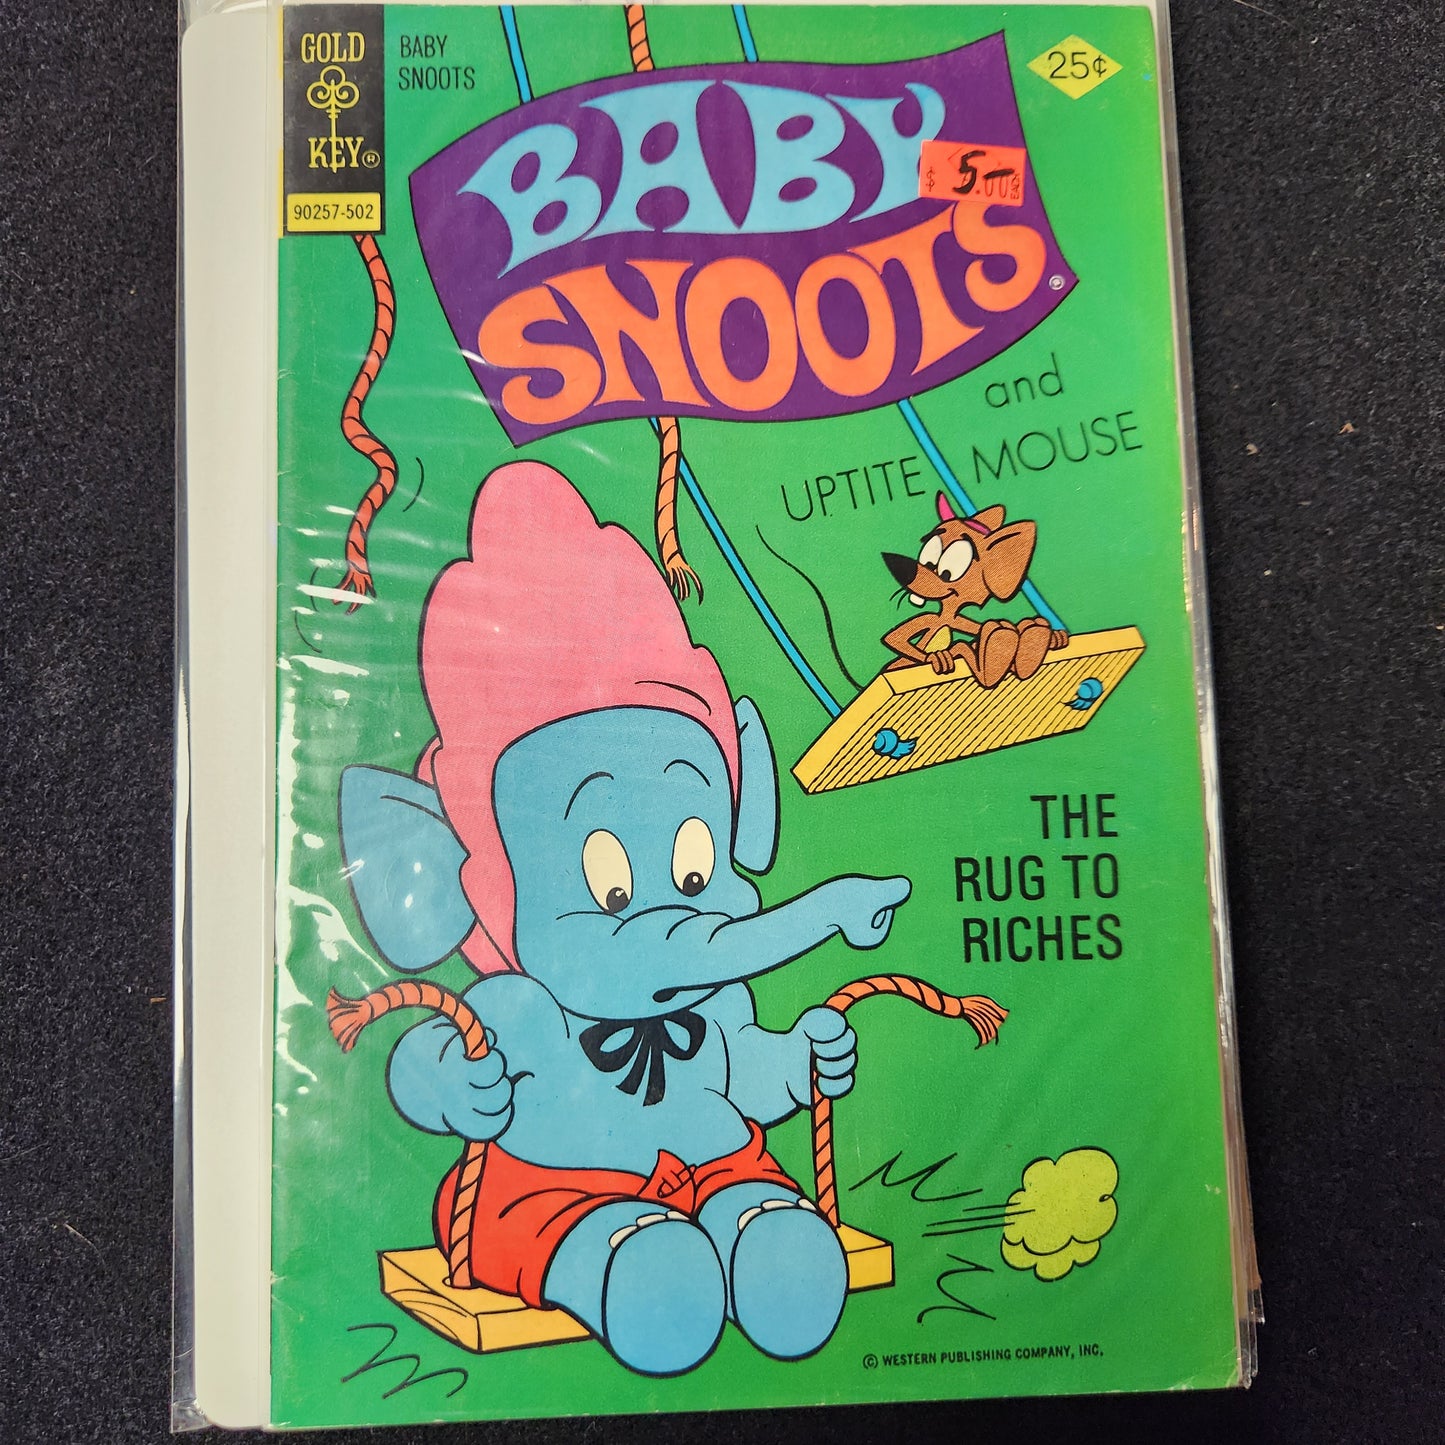 GOLD
KEY®
BABY
SNOOTS
25¢
90257-502
BABY
SNOOTS®
$ 5.00 EACH
and
UPTITE MOUSE
THE
RUG TO
RICHES
© WESTERN PUBLISHING COMPANY, INC.